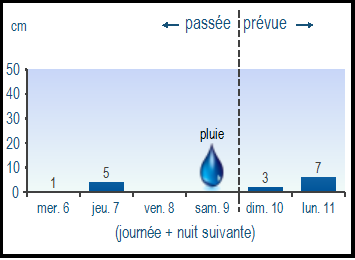 passée prévue
cm
50
40
30
20
10
0
pluie
1
5
3
7
mer. 6 jeu. 7 ven. 8 sam. 9 dim. 10 lun. 11
(journée + nuit suivante)